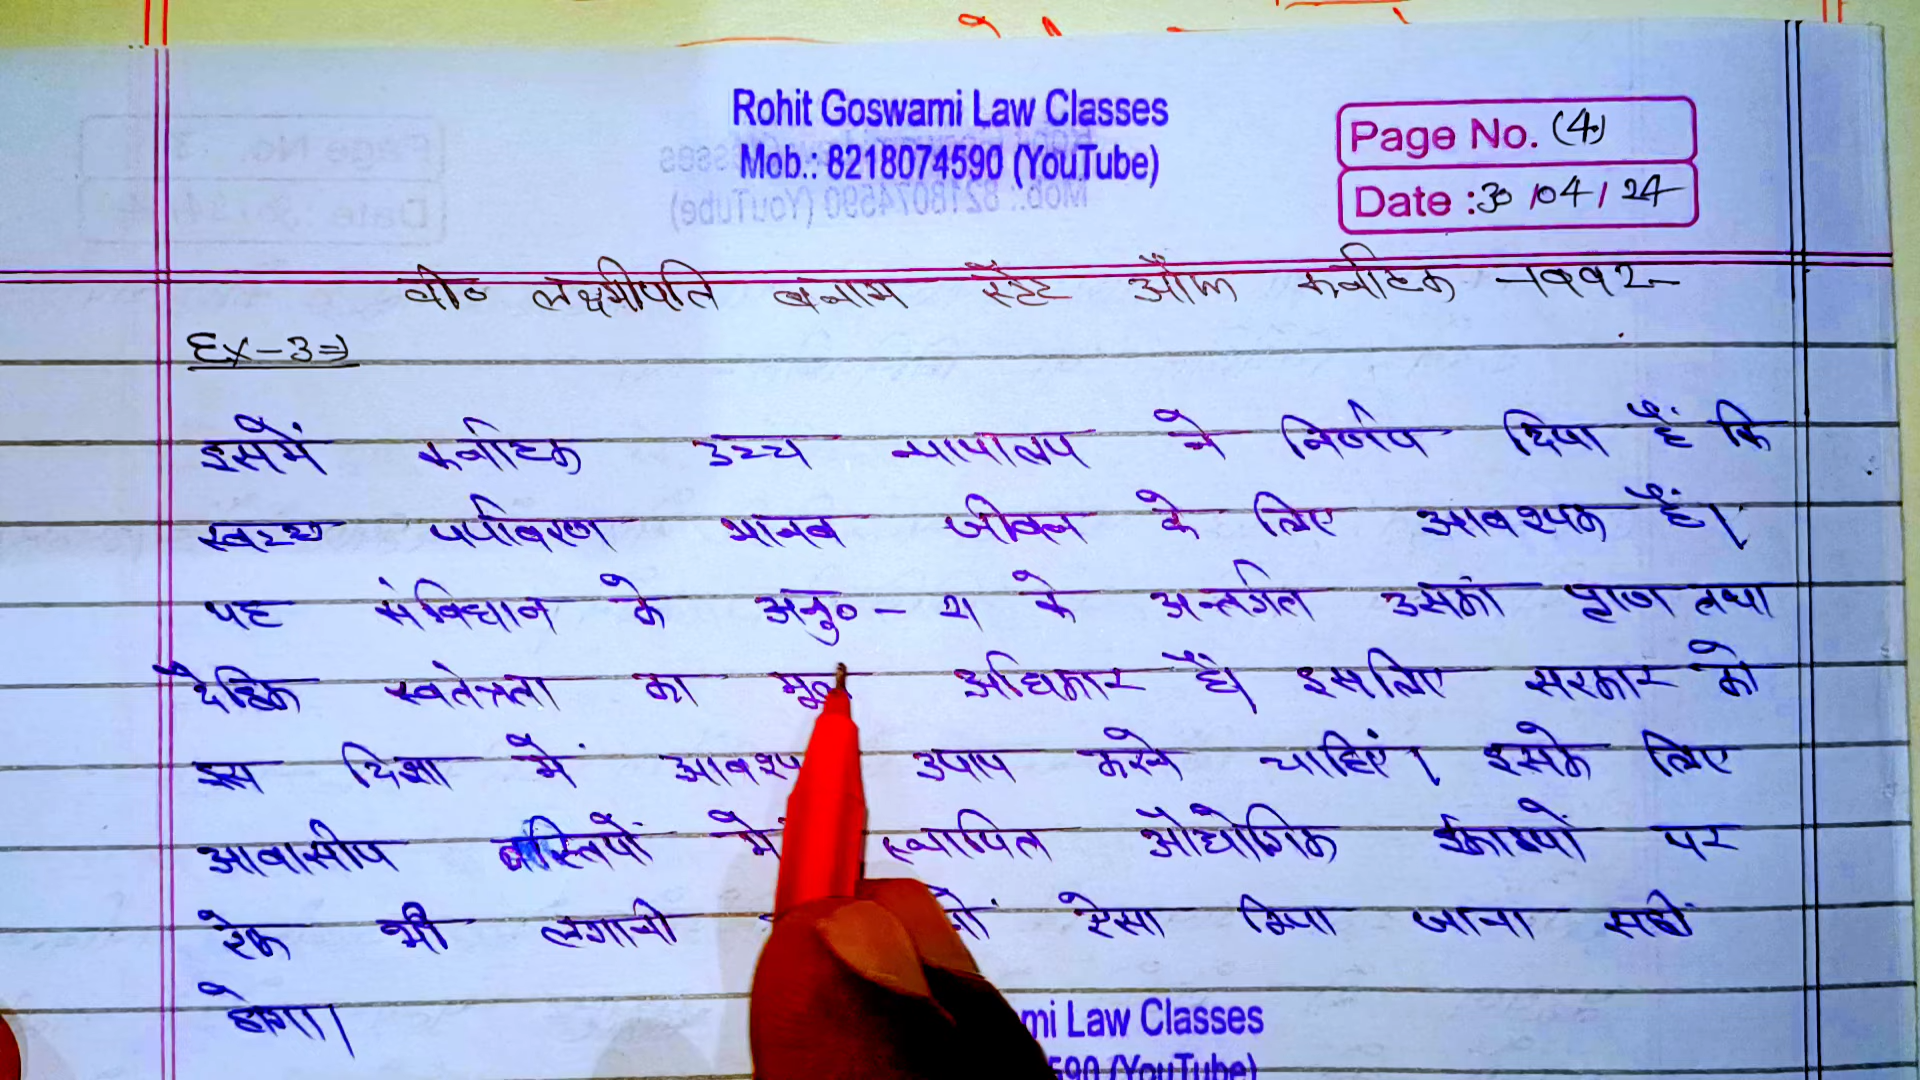 Rohit Goswami Law Classes
Mob.: 8218074590 (YouTube)
Page No. (4)
Date : 30/04/24
वी० लक्ष्मीपति बनाम स्टेट ऑफ कर्नाटक -1992-
Ex-3⇒
इसमें कर्नाटक उच्च न्यायालय ने निर्णय दिया हैं कि
स्वच्छ पर्यावरण मानव जीवन के लिए आवश्यक हैं।
यह संविधान के अनु०- 21 के अन्तर्गत उसका प्राण तथा
दैहिक स्वतंत्रता का मूल अधिकार है। इसलिए सरकार को
इस दिशा में उपाय करने चाहिएं। इसके लिए
आवासीय बस्तियों में स्थापित औद्योगिक ईकाइयों पर
रोक भी लगानी ऐसा किया जाना सही
होगा।
mi Law Classes
590 (YouTube)